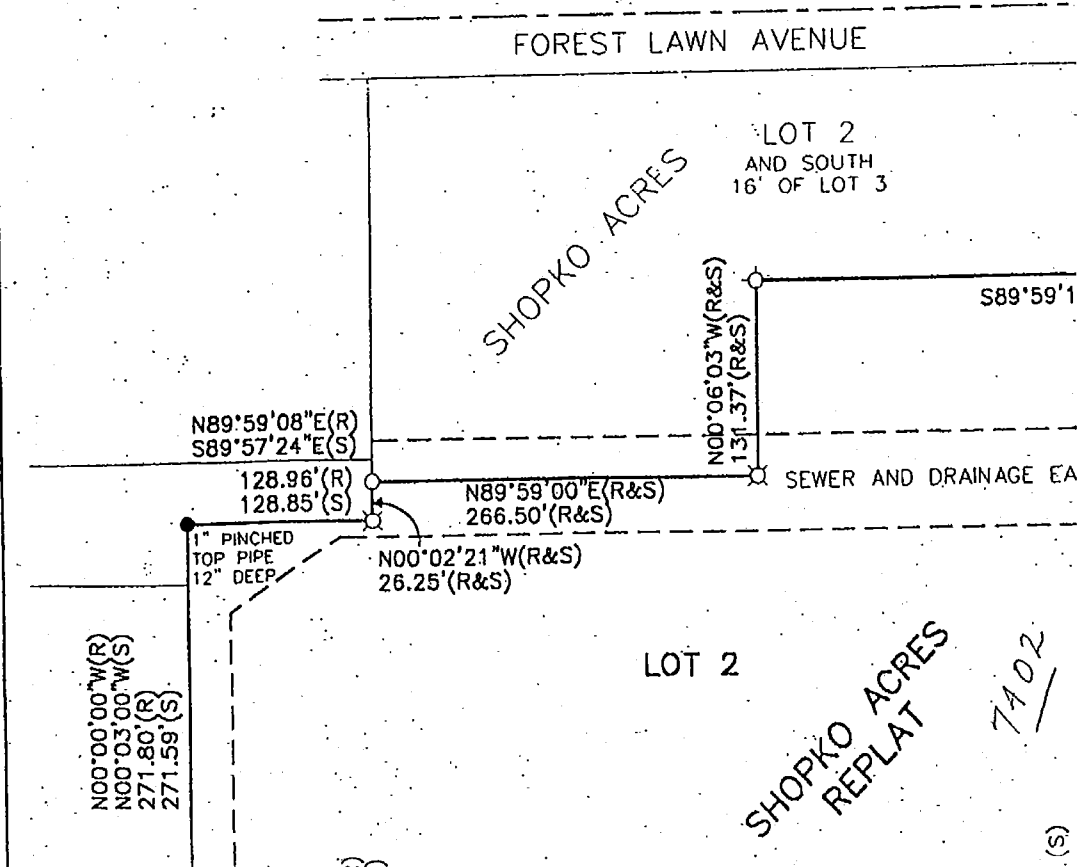 FOREST LAWN AVENUE
LOT 2
AND SOUTH
16' OF LOT 3
SHOPKO ACRES
N00°06'03"W(R&S)
131.37'(R&S)
S89°59'1
N89°59'08"E(R)
S89°57'24"E(S)
128.96'(R)
128.85'(S)
N89°59'00"E(R&S)
266.50'(R&S)
SEWER AND DRAINAGE EA
1" PINCHED
TOP PIPE
12" DEEP
N00°02'21"W(R&S)
26.25'(R&S)
N00°00'00"W(R)
N00°03'00"W(S)
271.80'(R)
271.59'(S)
LOT 2
SHOPKO ACRES
REPLAT
7402
(S)